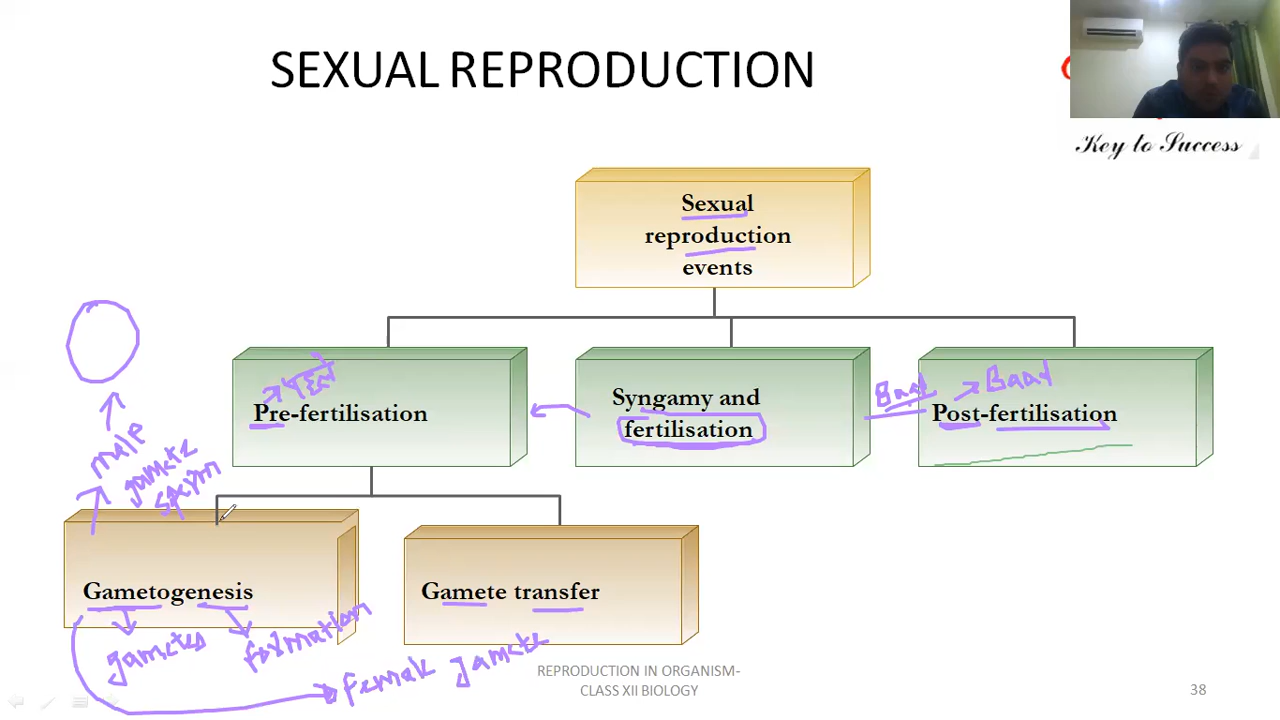 SEXUAL REPRODUCTION
Key to Success
Sexual
reproduction
events
पहले
Pre-fertilisation
Syngamy and
fertilisation
Baad
Baad
Post-fertilisation
male
gamete
sperm
Gametogenesis
Gamete transfer
gametes
formation
female gamete
REPRODUCTION IN ORGANISM-
CLASS XII BIOLOGY
38